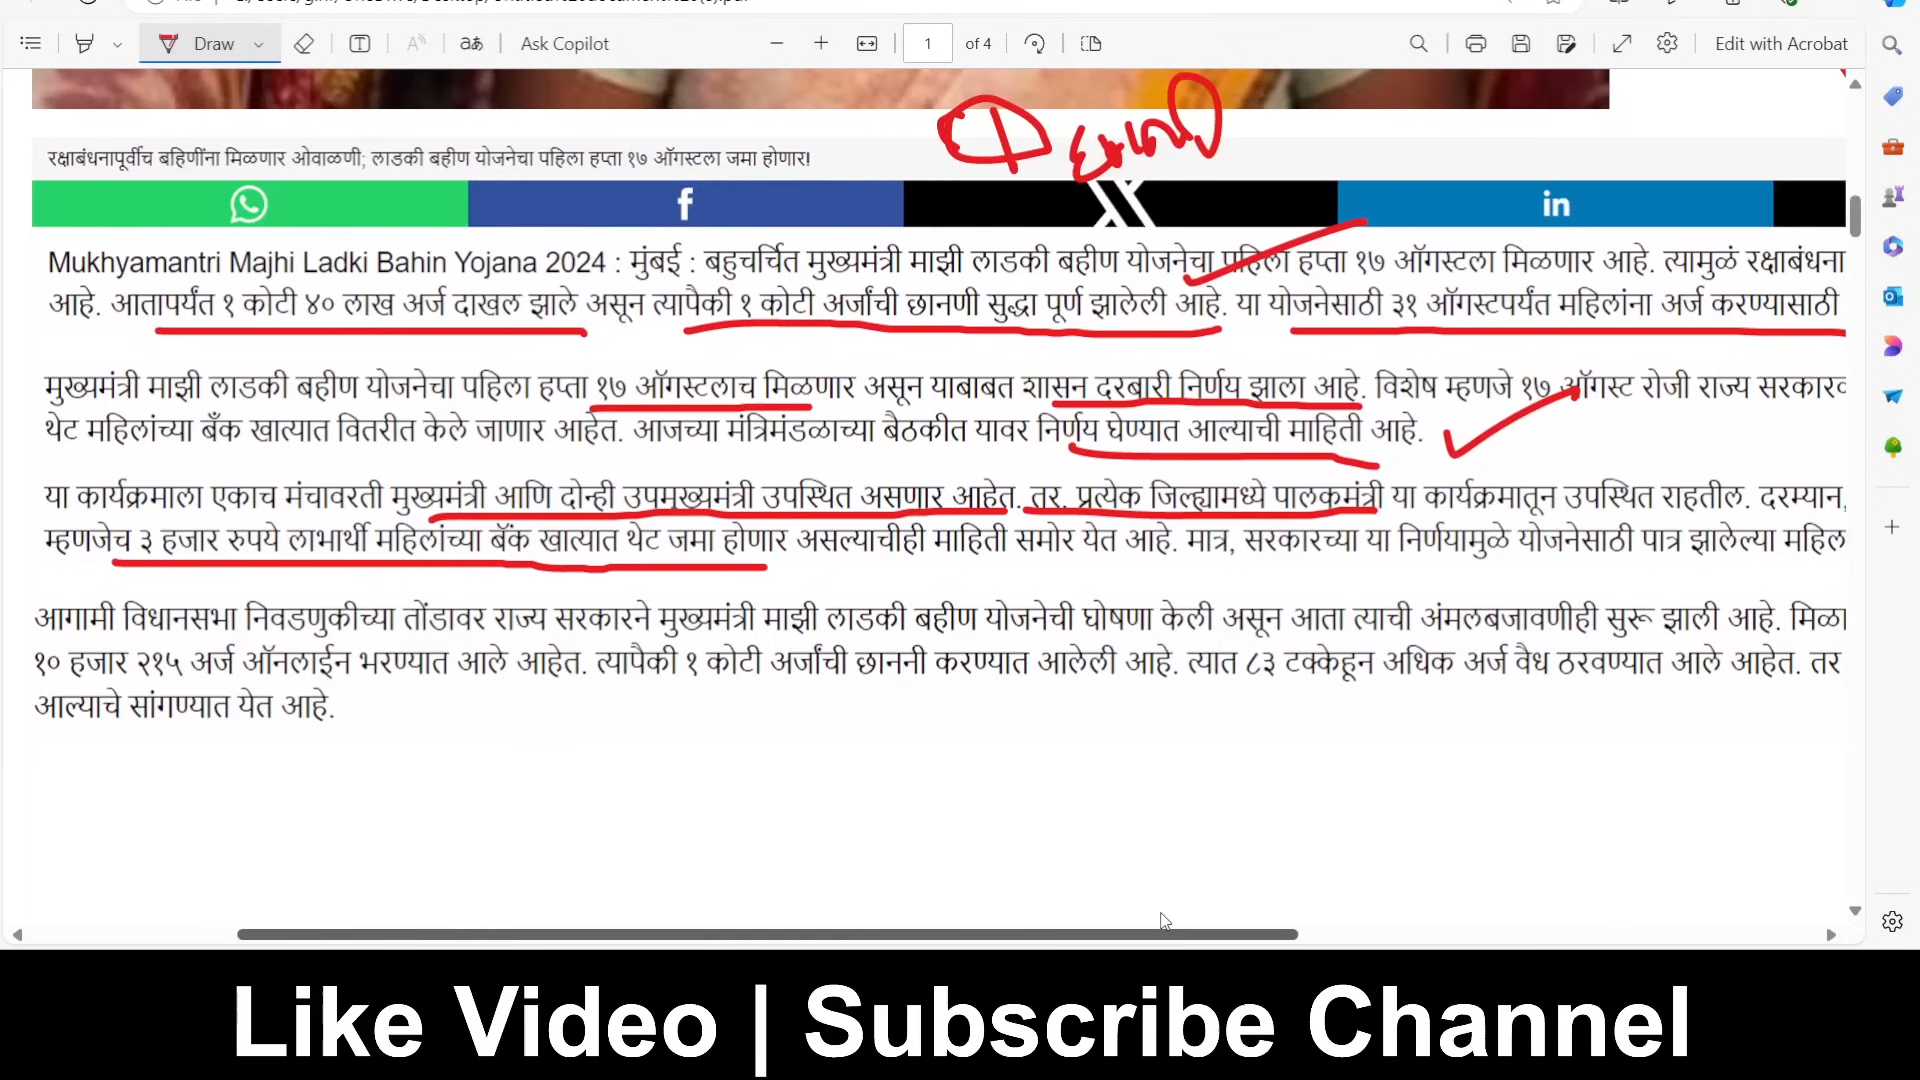 Draw
Ask Copilot
1 of 4
Edit with Acrobat
रक्षाबंधनापूर्वीच बहिणींना मिळणार ओवाळणी; लाडकी बहीण योजनेचा पहिला हप्ता १७ ऑगस्टला जमा होणार!
Mukhyamantri Majhi Ladki Bahin Yojana 2024 : मुंबई : बहुचर्चित मुख्यमंत्री माझी लाडकी बहीण योजनेचा पहिला हप्ता १७ ऑगस्टला मिळणार आहे. त्यामुळं रक्षाबंधना
आहे. आतापर्यंत १ कोटी ४० लाख अर्ज दाखल झाले असून त्यापैकी १ कोटी अर्जांची छानणी सुद्धा पूर्ण झालेली आहे. या योजनेसाठी ३१ ऑगस्टपर्यंत महिलांना अर्ज करण्यासाठी
मुख्यमंत्री माझी लाडकी बहीण योजनेचा पहिला हप्ता १७ ऑगस्टलाच मिळणार असून याबाबत शासन दरबारी निर्णय झाला आहे. विशेष म्हणजे १७ ऑगस्ट रोजी राज्य
थेट महिलांच्या बँक खात्यात वितरीत केले जाणार आहेत. आजच्या मंत्रिमंडळाच्या बैठकीत यावर निर्णय घेण्यात आल्याची माहिती आहे.
या कार्यक्रमाला एकाच मंचावरती मुख्यमंत्री आणि दोन्ही उपमुख्यमंत्री उपस्थित असणार आहेत. तर, प्रत्येक जिल्ह्यामध्ये पालकमंत्री या कार्यक्रमातून उपस्थित राहतील. दरम्यान,
म्हणजेच ३ हजार रुपये लाभार्थी महिलांच्या बॅंक खात्यात थेट जमा होणार असल्याचीही माहिती समोर येत आहे. मात्र, सरकारच्या या निर्णयामुळे योजनेसाठी पात्र झालेल्या महिल
आगामी विधानसभा निवडणुकीच्या तोंडावर राज्य सरकारने मुख्यमंत्री माझी लाडकी बहीण योजनेची घोषणा केली असून आता त्याची अंमलबजावणीही सुरू झाली आहे. मिळा
१० हजार २१५ अर्ज ऑनलाईन भरण्यात आले आहेत. त्यापैकी १ कोटी अर्जांची छाननी करण्यात आलेली आहे. त्यात ८३ टक्केहून अधिक अर्ज वैध ठरवण्यात आले आहेत. तर
आल्याचे सांगण्यात येत आहे.
Like Video | Subscribe Channel